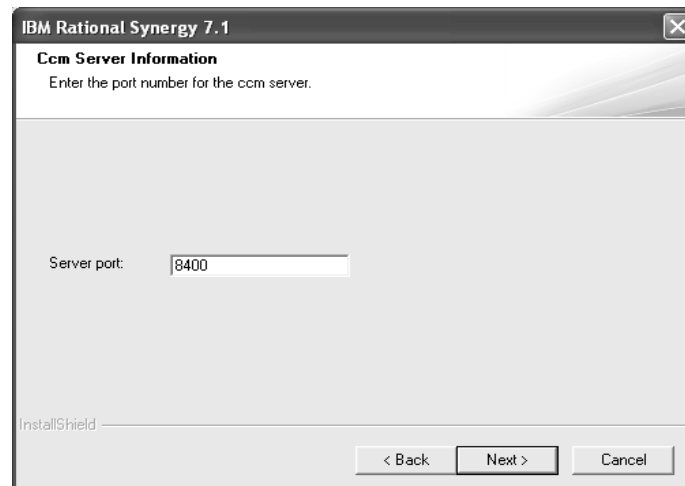 IBM Rational Synergy 7.1
Ccm Server Information
Enter the port number for the ccm server.
Server port: 8400
InstallShield
< Back Next > Cancel